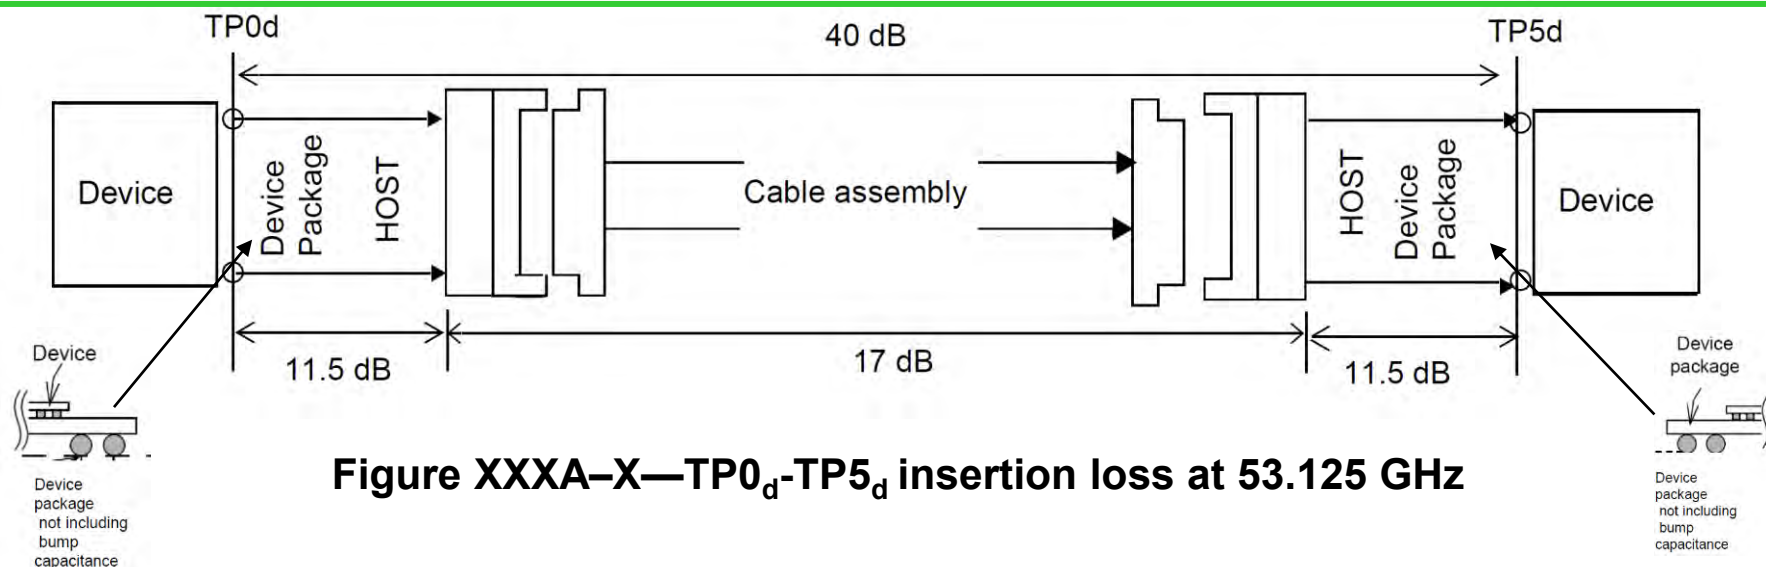 TP0d
40 dB
TP5d
Device
Device
Package
HOST
Cable assembly
HOST
Device
Package
Device
11.5 dB
17 dB
11.5 dB
Device
Device
package
not including
bump
capacitance
Device
package
Device
package
not including
bump
capacitance
Figure XXXA–X—TP0d-TP5d insertion loss at 53.125 GHz